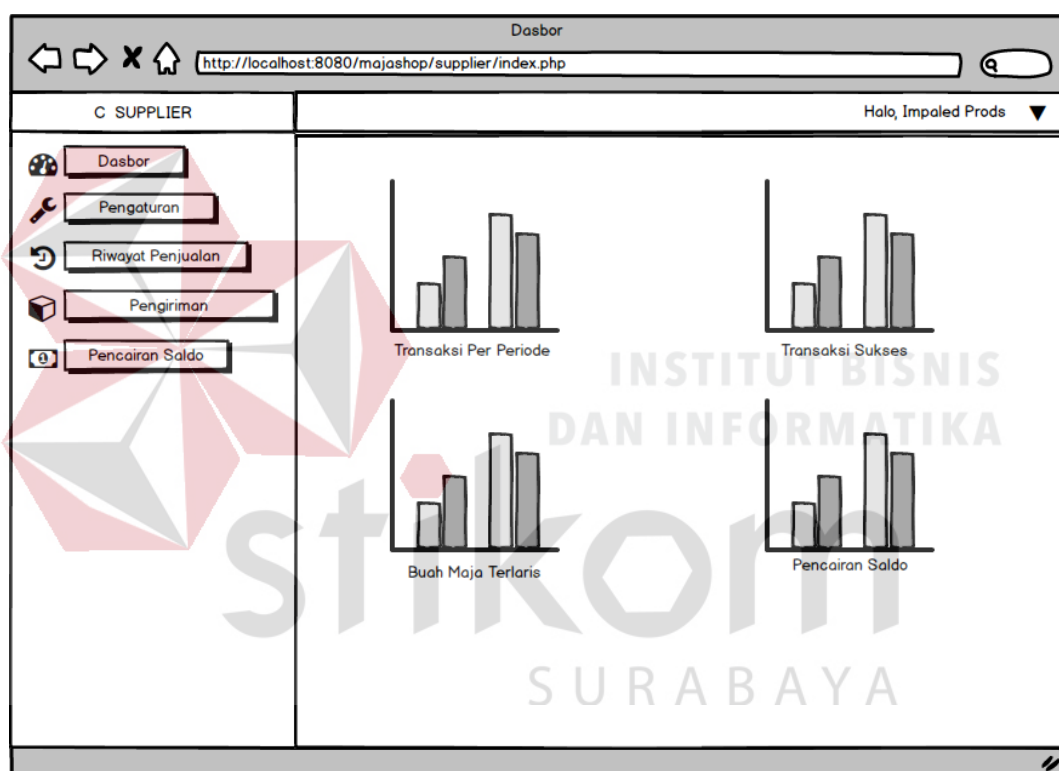 Dasbor
http://localhost:8080/majashop/supplier/index.php
C SUPPLIER
Halo, Impaled Prods
Dasbor
Pengaturan
Riwayat Penjualan
Pengiriman
Pencairan Saldo
Transaksi Per Periode
Transaksi Sukses
Buah Maja Terlaris
Pencairan Saldo
INSTITUT BISNIS
DAN INFORMATIKA
stikom
SURABAYA